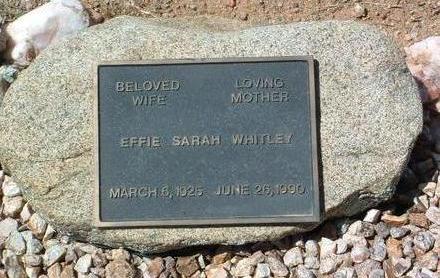 BELOVED LOVING
WIFE MOTHER
EFFIE SARAH WHITLEY
MARCH 6, 1925 JUNE 26, 1990